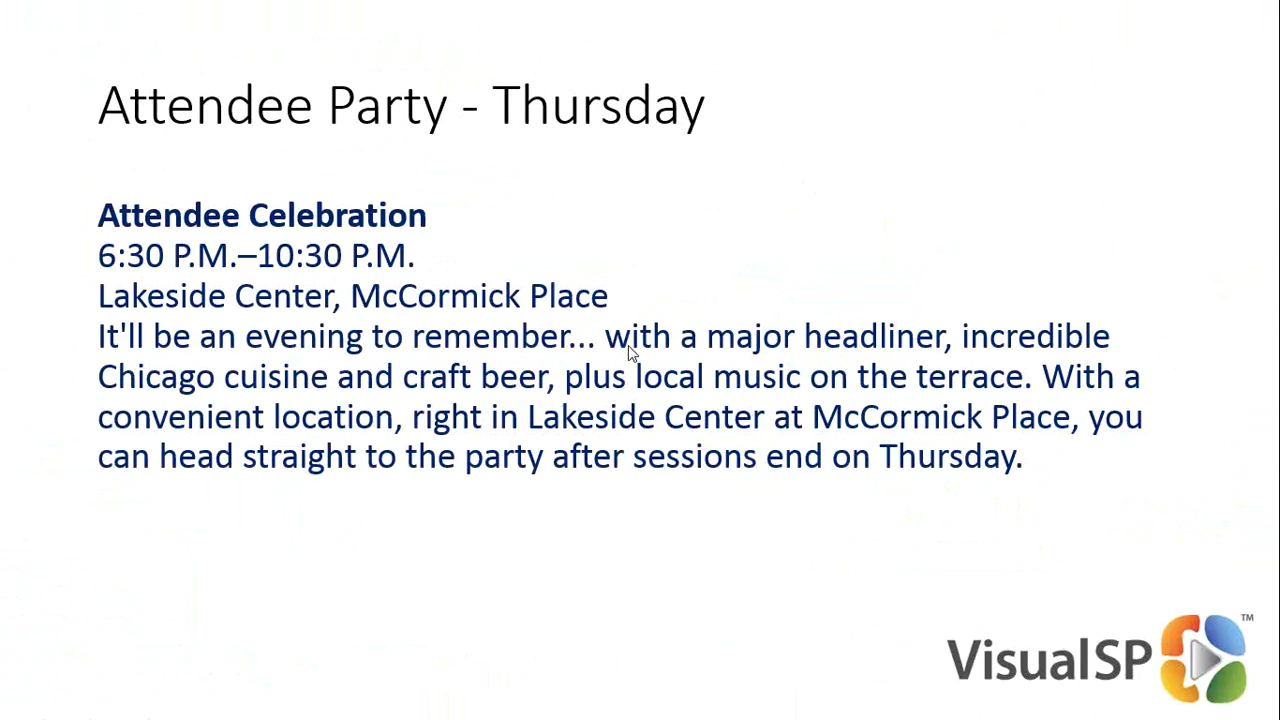 Attendee Party - Thursday
Attendee Celebration
6:30 P.M.–10:30 P.M.
Lakeside Center, McCormick Place
It'll be an evening to remember... with a major headliner, incredible
Chicago cuisine and craft beer, plus local music on the terrace. With a
convenient location, right in Lakeside Center at McCormick Place, you
can head straight to the party after sessions end on Thursday.
VisualSP™